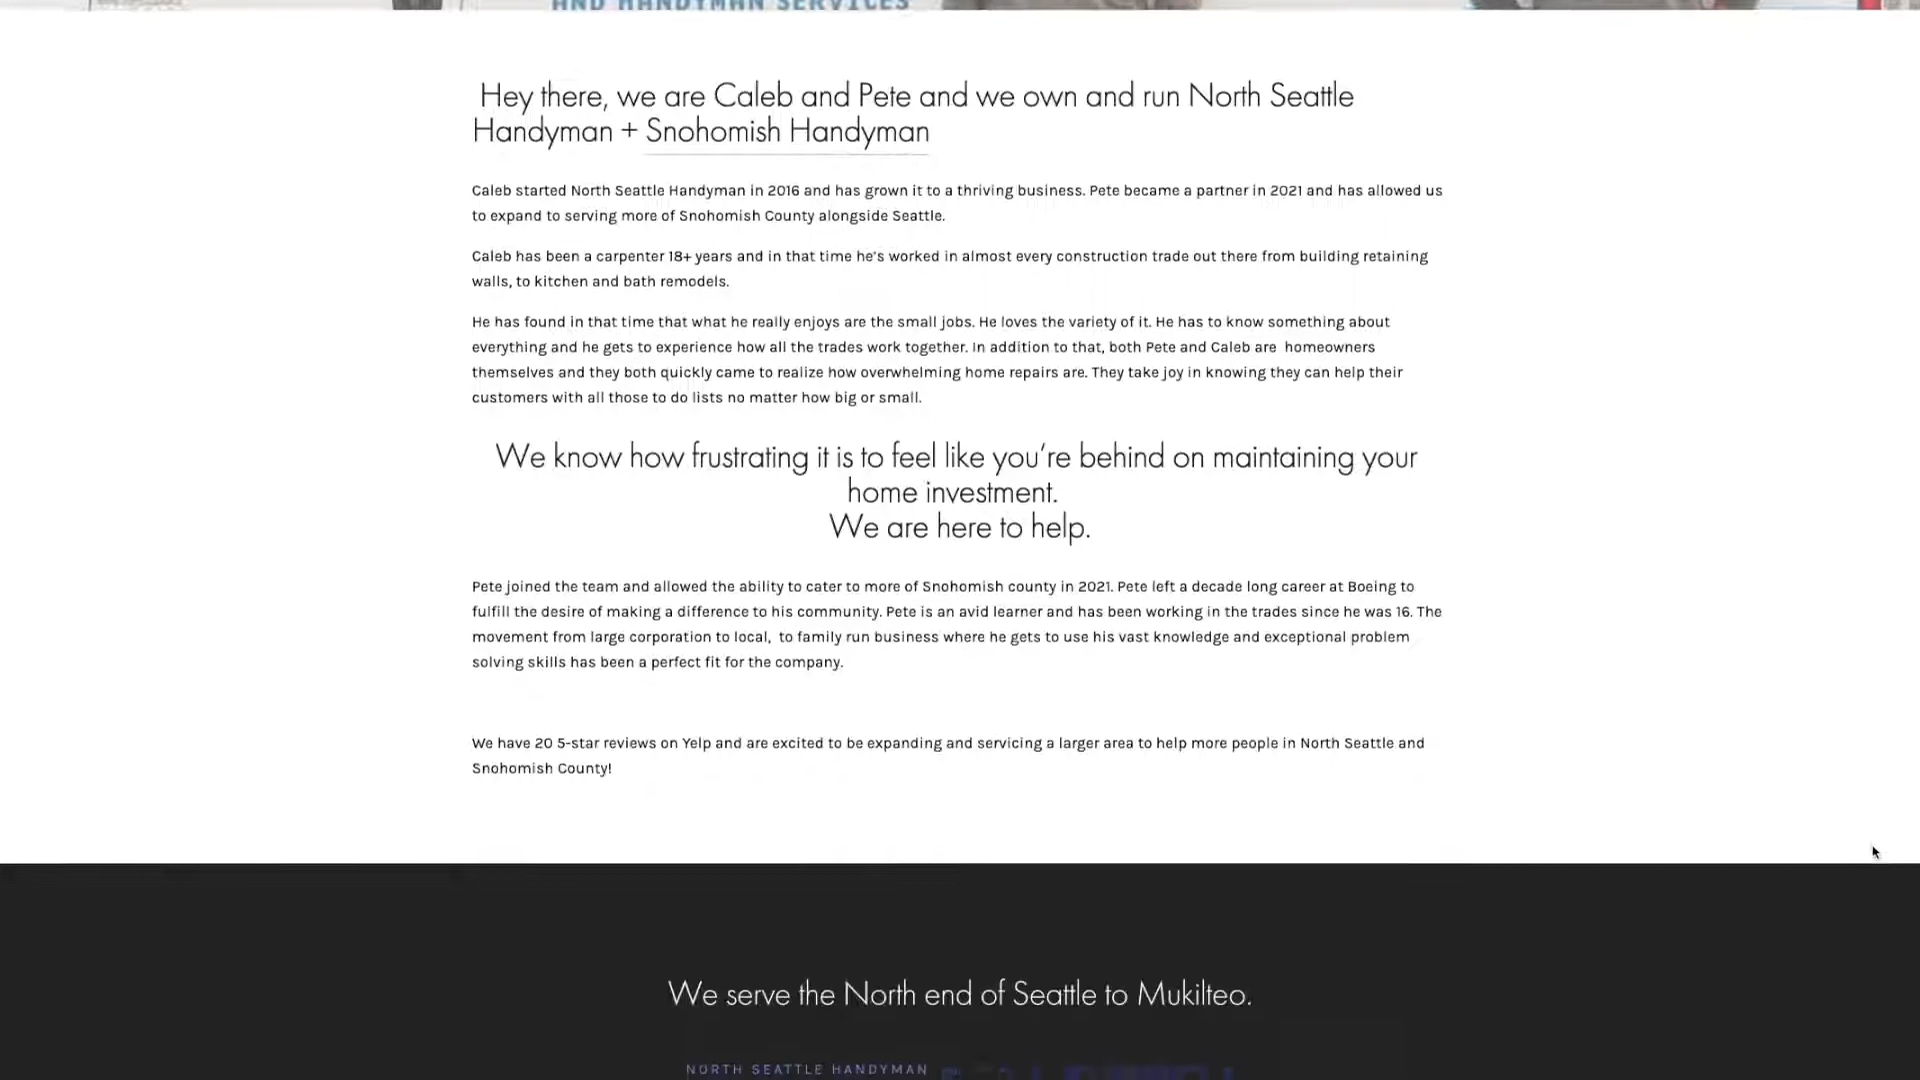 AND HANDYMAN SERVICES
Hey there, we are Caleb and Pete and we own and run North Seattle
Handyman + Snohomish Handyman
Caleb started North Seattle Handyman in 2016 and has grown it to a thriving business. Pete became a partner in 2021 and has allowed us
to expand to serving more of Snohomish County alongside Seattle.
Caleb has been a carpenter 18+ years and in that time he's worked in almost every construction trade out there from building retaining
walls, to kitchen and bath remodels.
He has found in that time that what he really enjoys are the small jobs. He loves the variety of it. He has to know something about
everything and he gets to experience how all the trades work together. In addition to that, both Pete and Caleb are  homeowners
themselves and they both quickly came to realize how overwhelming home repairs are. They take joy in knowing they can help their
customers with all those to do lists no matter how big or small.
We know how frustrating it is to feel like you’re behind on maintaining your
home investment.
We are here to help.
Pete joined the team and allowed the ability to cater to more of Snohomish county in 2021. Pete left a decade long career at Boeing to
fulfill the desire of making a difference to his community. Pete is an avid learner and has been working in the trades since he was 16. The
movement from large corporation to local,  to family run business where he gets to use his vast knowledge and exceptional problem
solving skills has been a perfect fit for the company.
We have 20 5-star reviews on Yelp and are excited to be expanding and servicing a larger area to help more people in North Seattle and
Snohomish County!
We serve the North end of Seattle to Mukilteo.
NORTH SEATTLE HANDYMAN